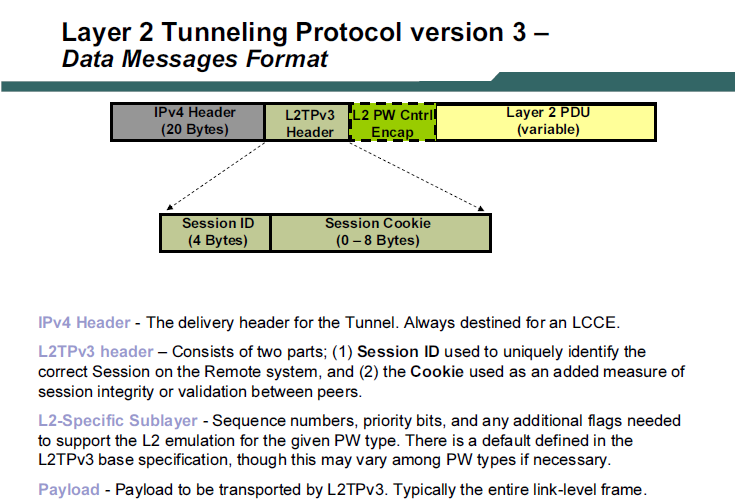 Layer 2 Tunneling Protocol version 3 –
Data Messages Format
IPv4 Header
(20 Bytes)
L2TPv3
Header
L2 PW Cntrl
Encap
Layer 2 PDU
(variable)
Session ID
(4 Bytes)
Session Cookie
(0 – 8 Bytes)
IPv4 Header - The delivery header for the Tunnel. Always destined for an LCCE.
L2TPv3 header – Consists of two parts; (1) Session ID used to uniquely identify the
correct Session on the Remote system, and (2) the Cookie used as an added measure of
session integrity or validation between peers.
L2-Specific Sublayer - Sequence numbers, priority bits, and any additional flags needed
to support the L2 emulation for the given PW type. There is a default defined in the
L2TPv3 base specification, though this may vary among PW types if necessary.
Payload - Payload to be transported by L2TPv3. Typically the entire link-level frame.